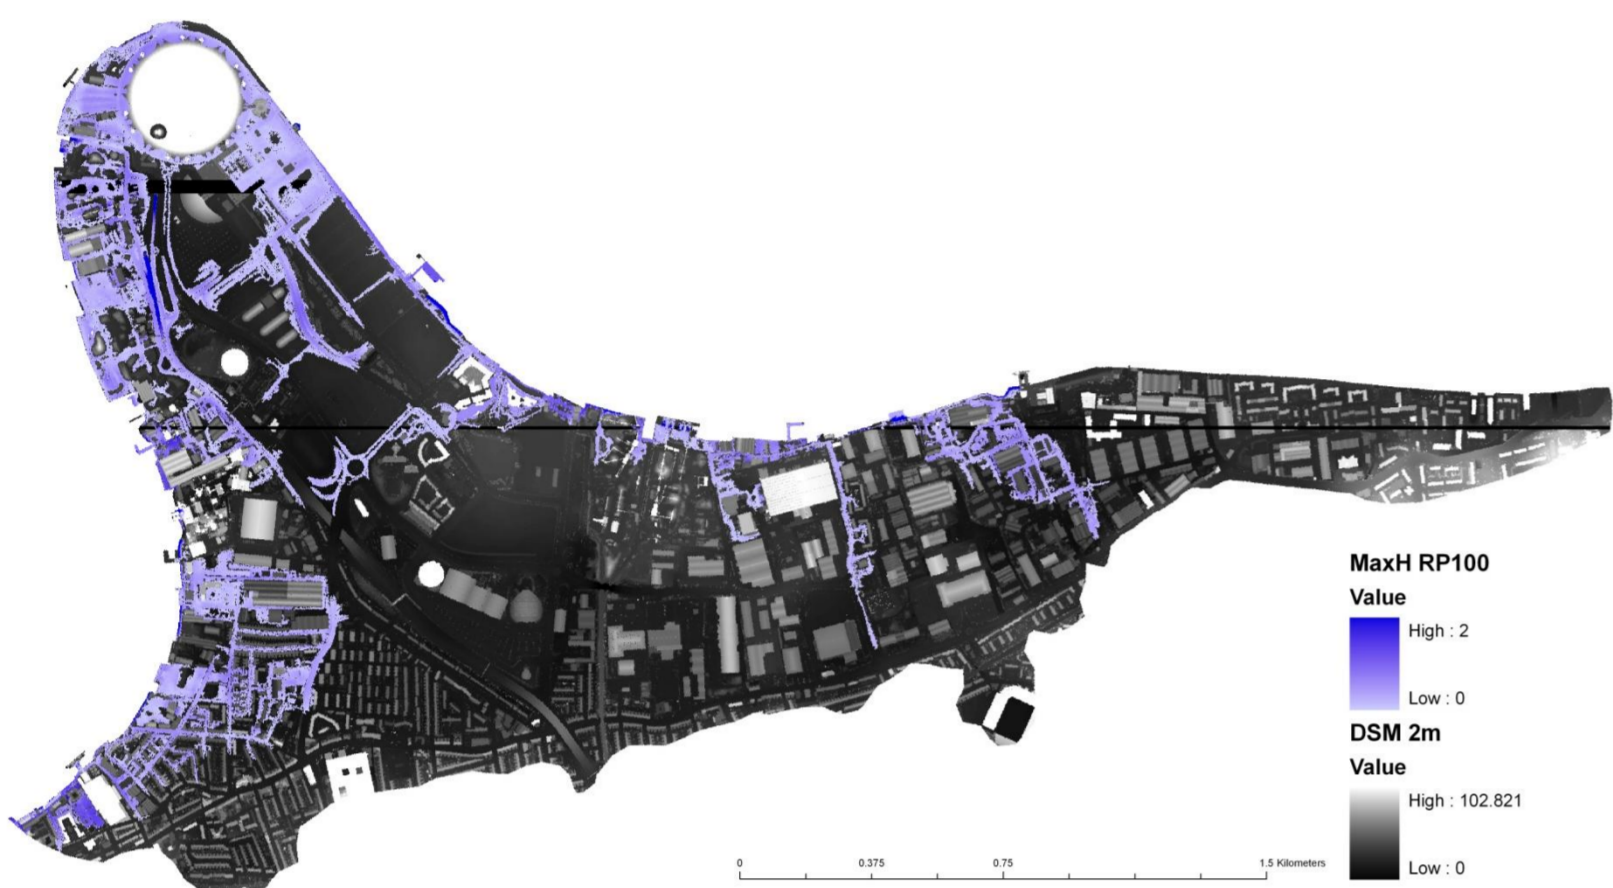 MaxH RP100
Value
High : 2
Low : 0
DSM 2m
Value
High : 102.821
Low : 0
0 0.375 0.75 1.5 Kilometers